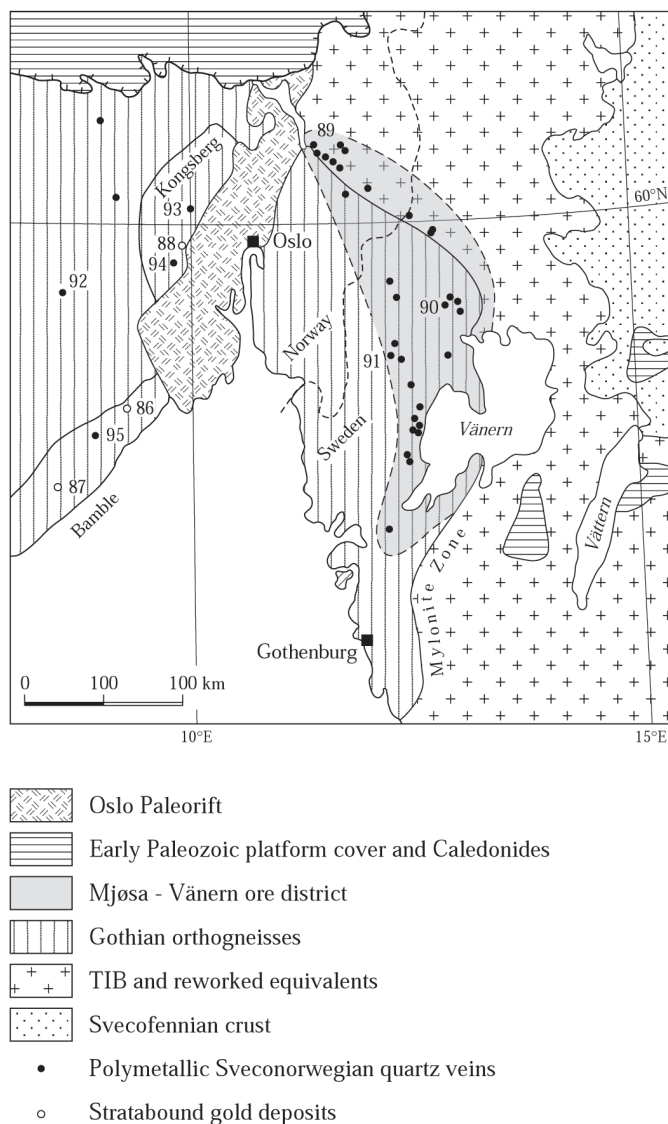 89
Kongsberg
60°N
93
88
Oslo
94
92
90
Norway
91
86
Vänern
Sweden
95
87
Bamble
Vättern
Mylonite Zone
Gothenburg
0 100 100 km
10°E 15°E
Oslo Paleorift
Early Paleozoic platform cover and Caledonides
Mjøsa - Vänern ore district
Gothian orthogneisses
TIB and reworked equivalents
Svecofennian crust
Polymetallic Sveconorwegian quartz veins
Stratabound gold deposits